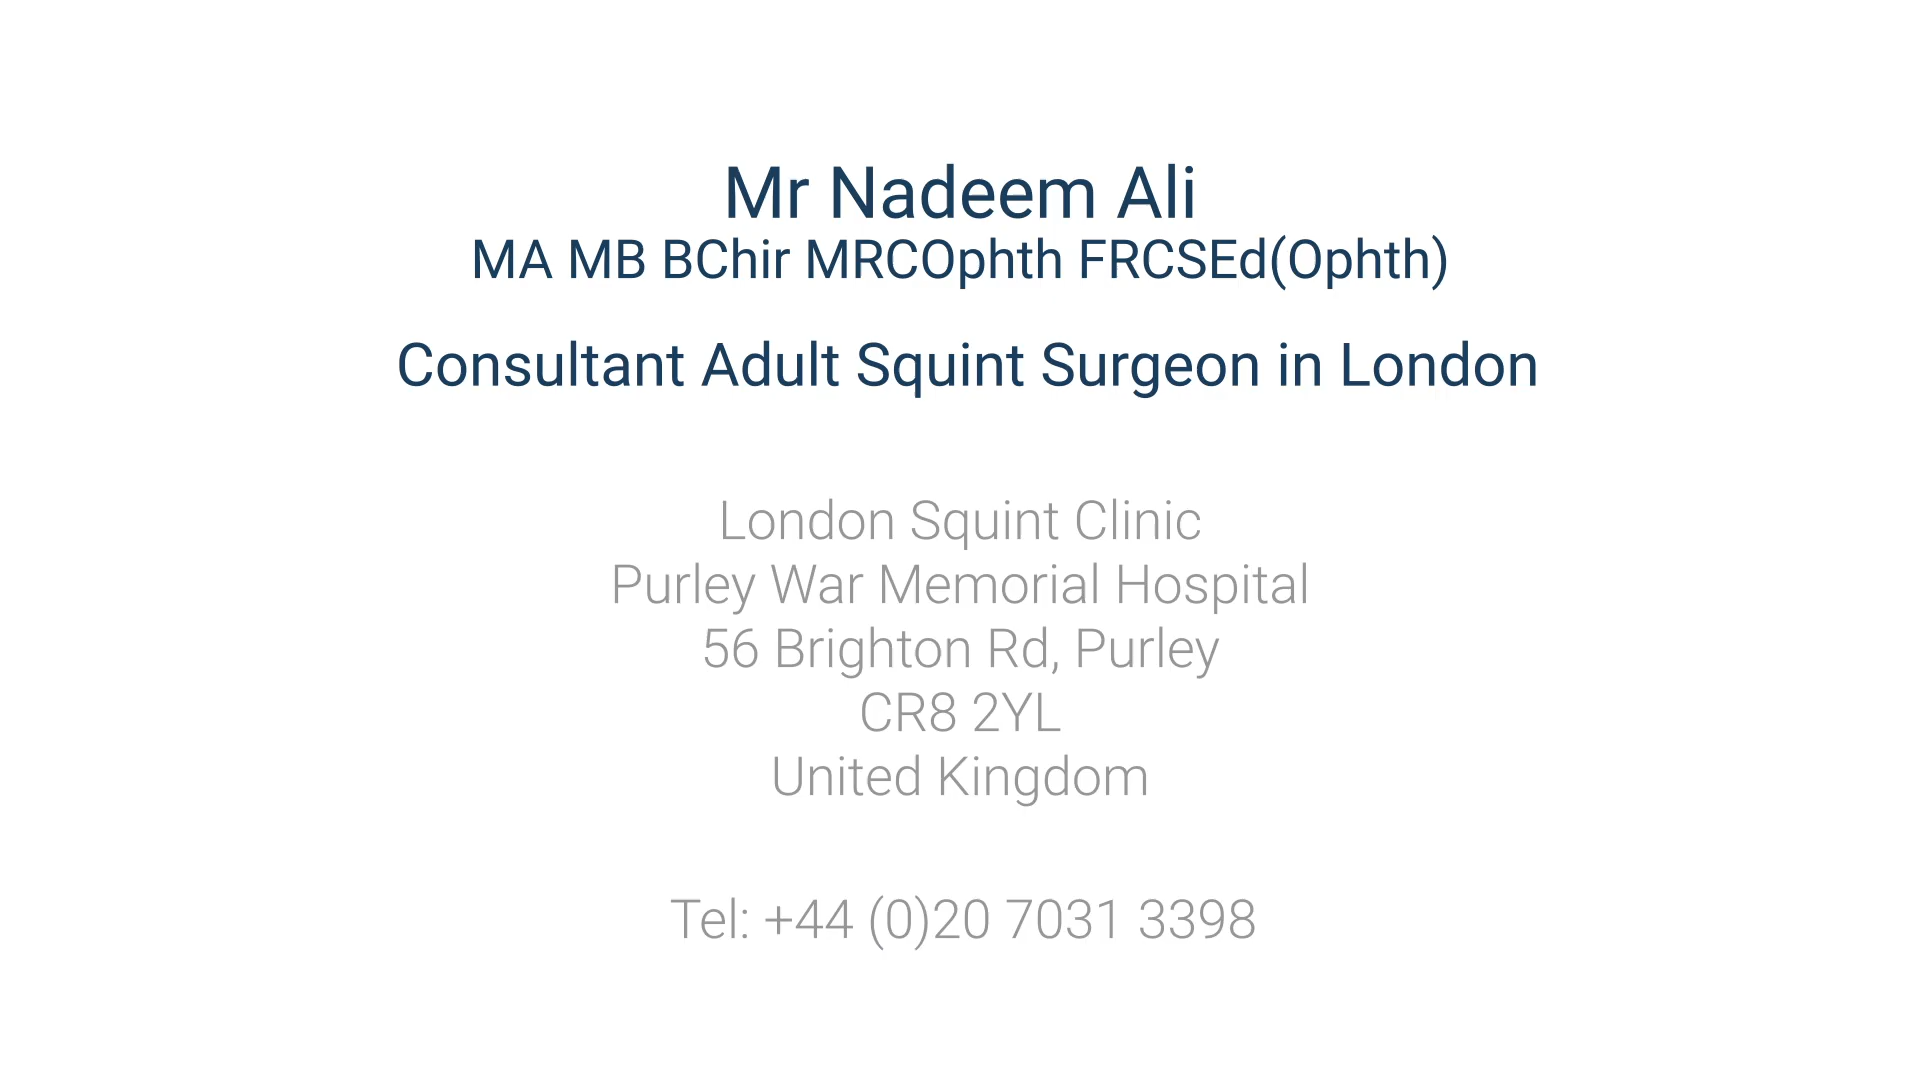 Mr Nadeem Ali
MA MB BChir MRCOphth FRCSEd(Ophth)
Consultant Adult Squint Surgeon in London
London Squint Clinic
Purley War Memorial Hospital
56 Brighton Rd, Purley
CR8 2YL
United Kingdom
Tel: +44 (0)20 7031 3398